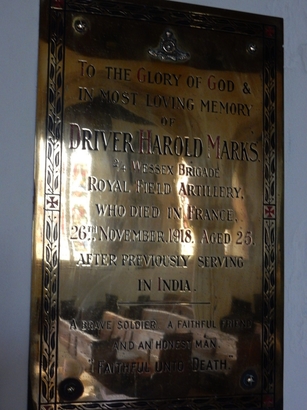 TO THE GLORY OF GOD &
IN MOST LOVING MEMORY
OF
DRIVER HAROLD MARKS,
2/4 WESSEX BRIGADE
ROYAL FIELD ARTILLERY,
WHO DIED IN FRANCE,
26TH NOVEMBER, 1918. AGED 25,
AFTER PREVIOUSLY SERVING
IN INDIA.
A BRAVE SOLDIER A FAITHFUL FRIEND
AND AN HONEST MAN.
"FAITHFUL UNTO DEATH"